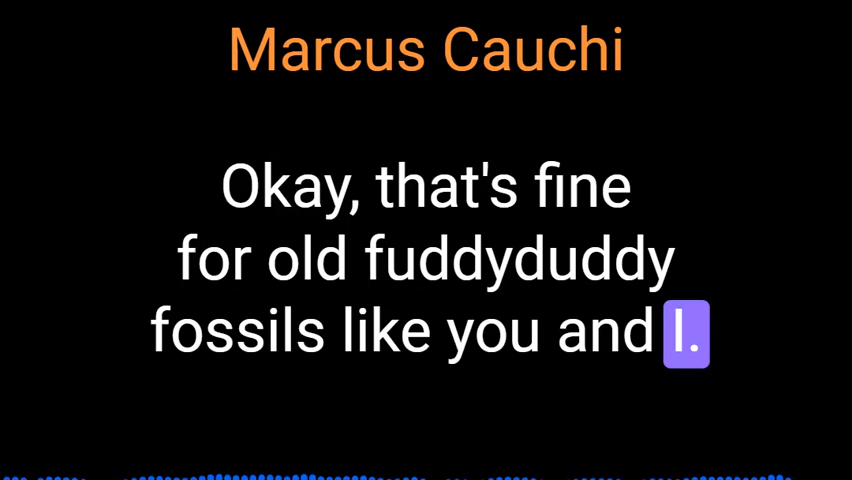 Marcus Cauchi
Okay, that's fine
for old fuddyduddy
fossils like you and I.